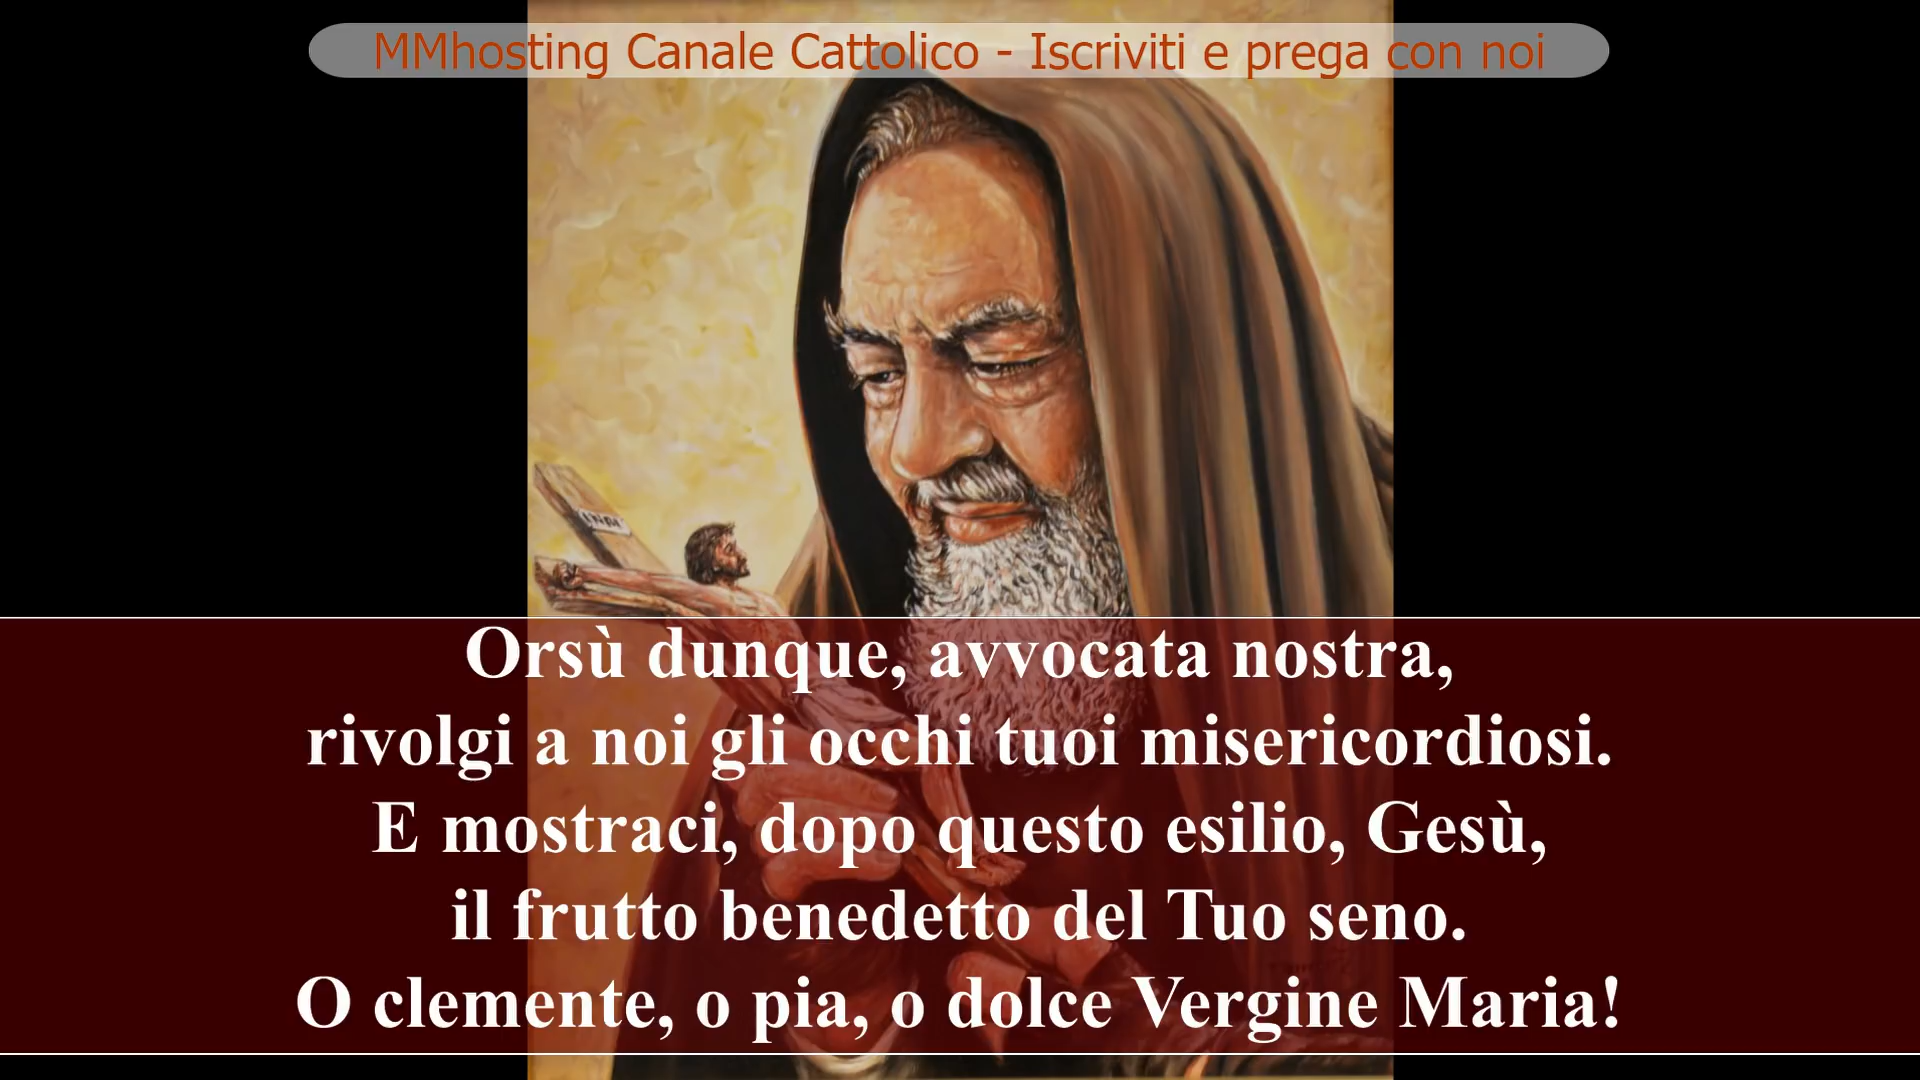 MMhosting Canale Cattolico - Iscriviti e prega con noi
INRI
Orsù dunque, avvocata nostra,
rivolgi a noi gli occhi tuoi misericordiosi.
E mostraci, dopo questo esilio, Gesù,
il frutto benedetto del Tuo seno.
O clemente, o pia, o dolce Vergine Maria!